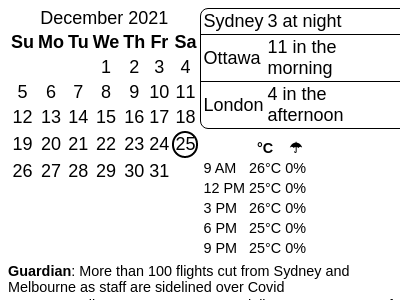 December 2021
Su Mo Tu We Th Fr Sa
1 2 3 4
5 6 7 8 9 10 11
12 13 14 15 16 17 18
19 20 21 22 23 24 25
26 27 28 29 30 31
Sydney 3 at night
Ottawa 11 in the
morning
London 4 in the
afternoon
°C ☂
9 AM 26°C 0%
12 PM 25°C 0%
3 PM 26°C 0%
6 PM 25°C 0%
9 PM 25°C 0%
Guardian: More than 100 flights cut from Sydney and
Melbourne as staff are sidelined over Covid